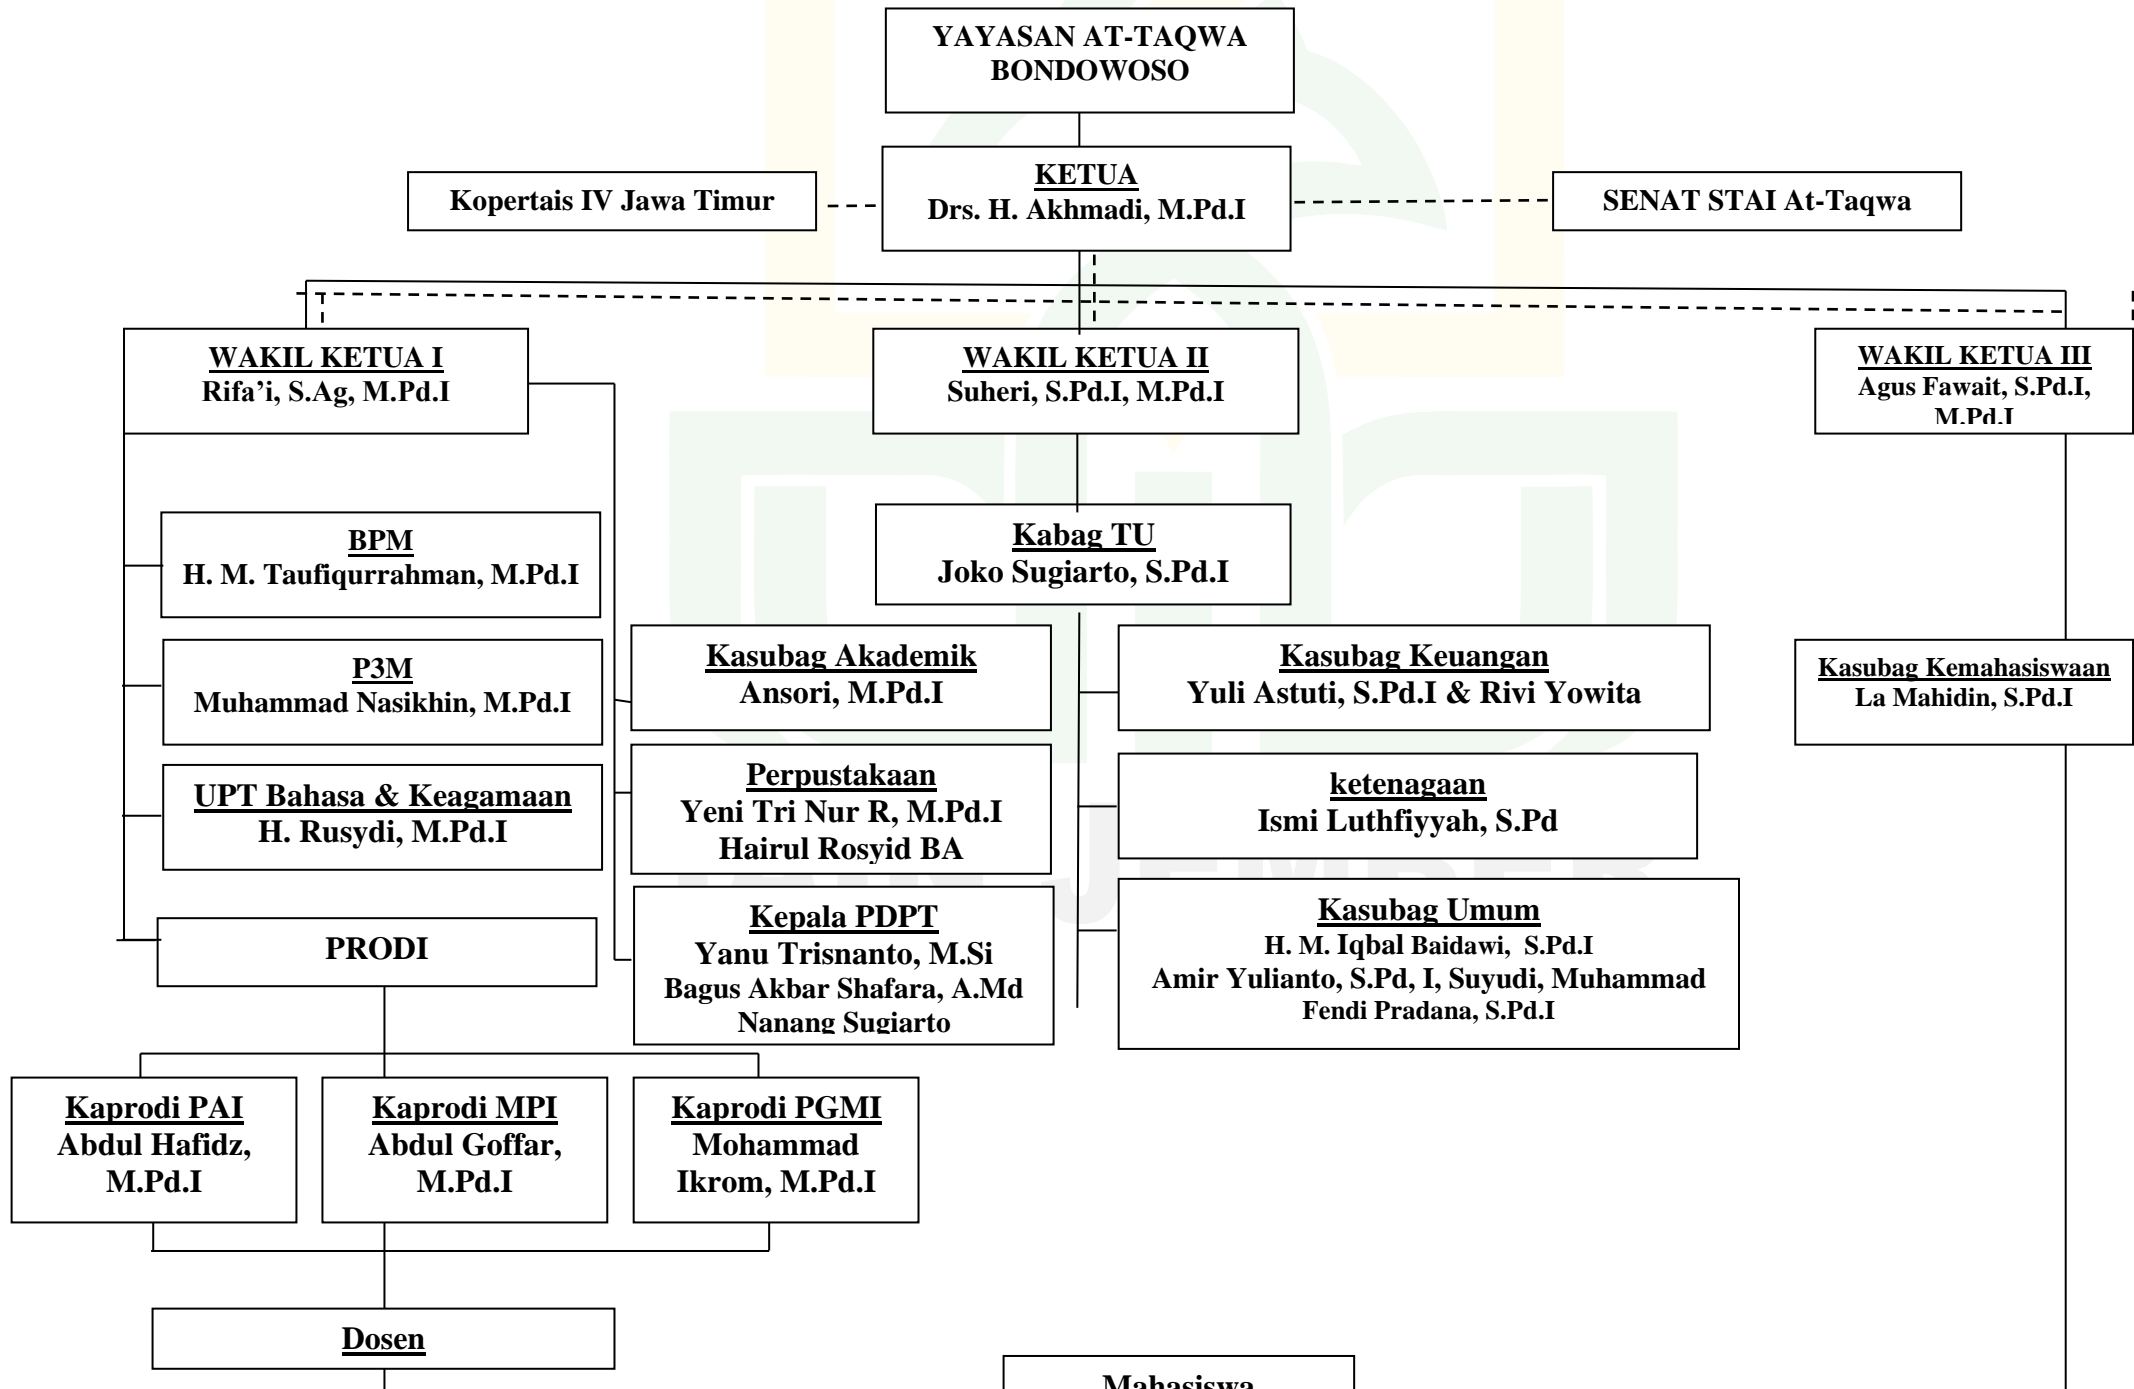 YAYASAN AT-TAQWA
BONDOWOSO
Kopertais IV Jawa Timur
KETUA
Drs. H. Akhmadi, M.Pd.I
SENAT STAI At-Taqwa
WAKIL KETUA I
Rifa’i, S.Ag, M.Pd.I
WAKIL KETUA II
Suheri, S.Pd.I, M.Pd.I
WAKIL KETUA III
Agus Fawait, S.Pd.I,
M.Pd.I
BPM
H. M. Taufiqurrahman, M.Pd.I
Kabag TU
Joko Sugiarto, S.Pd.I
P3M
Muhammad Nasikhin, M.Pd.I
Kasubag Akademik
Ansori, M.Pd.I
Kasubag Keuangan
Yuli Astuti, S.Pd.I & Rivi Yowita
Kasubag Kemahasiswaan
La Mahidin, S.Pd.I
UPT Bahasa & Keagamaan
H. Rusydi, M.Pd.I
Perpustakaan
Yeni Tri Nur R, M.Pd.I
Hairul Rosyid BA
ketenagaan
Ismi Luthfiyyah, S.Pd
IAIN JEMBER
PRODI
Kepala PDPT
Yanu Trisnanto, M.Si
Bagus Akbar Shafara, A.Md
Nanang Sugiarto
Kasubag Umum
H. M. Iqbal Baidawi, S.Pd.I
Amir Yulianto, S.Pd, I, Suyudi, Muhammad
Fendi Pradana, S.Pd.I
Kaprodi PAI
Abdul Hafidz,
M.Pd.I
Kaprodi MPI
Abdul Goffar,
M.Pd.I
Kaprodi PGMI
Mohammad
Ikrom, M.Pd.I
Dosen
Mahasiswa